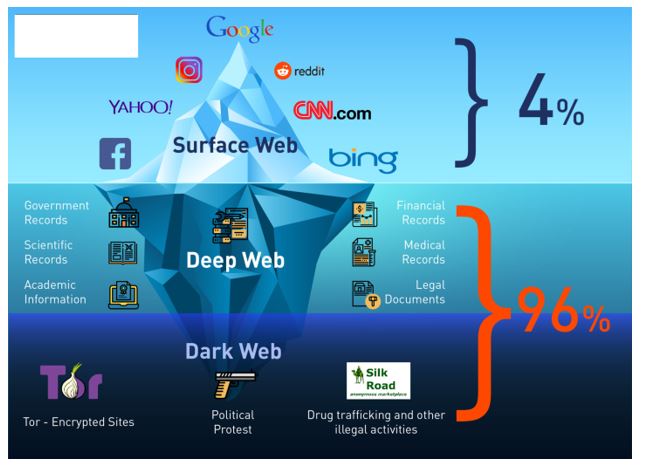 Google
reddit
YAHOO!
CNN.com
Surface Web
bing
4%
Government
Records
Financial
Records
Scientific
Records
Deep Web
Medical
Records
Academic
Information
Legal
Documents
96%
Dark Web
Tor
Silk
Road
anonymous marketplace
Tor - Encrypted Sites
Political
Protest
Drug trafficking and other
illegal activities